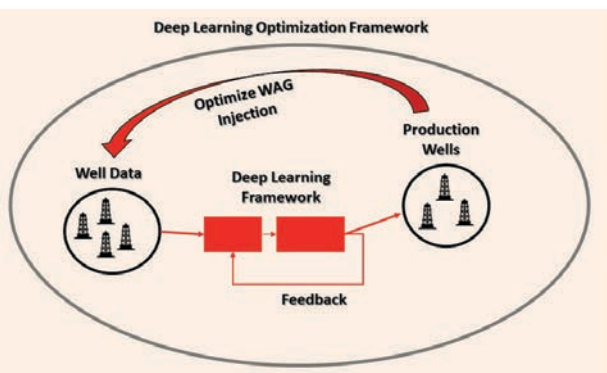 Deep Learning Optimization Framework
Optimize WAG
Injection
Production
Wells
Well Data
Deep Learning
Framework
Feedback